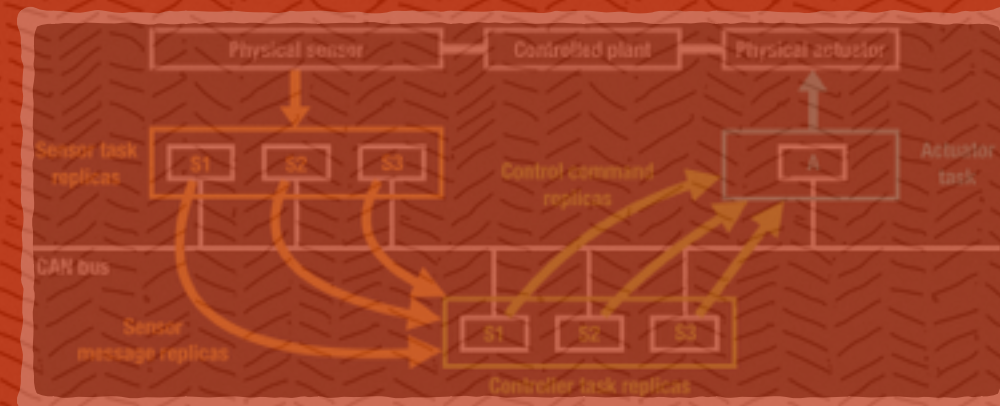 Physical sensor
Controlled plant
Physical actuator
Sensor task
replicas
S1
S2
S3
Control command
replicas
A
Actuator
task
CAN bus
Sensor
message replicas
S1
S2
S3
Controller task replicas